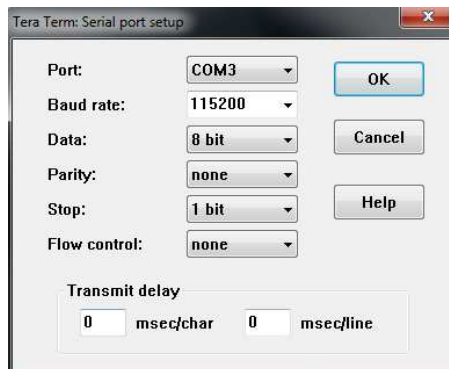 Tera Term: Serial port setup
Port: COM3
OK
Baud rate: 115200
Data: 8 bit
Cancel
Parity: none
Stop: 1 bit
Help
Flow control: none
Transmit delay
0 msec/char 0 msec/line